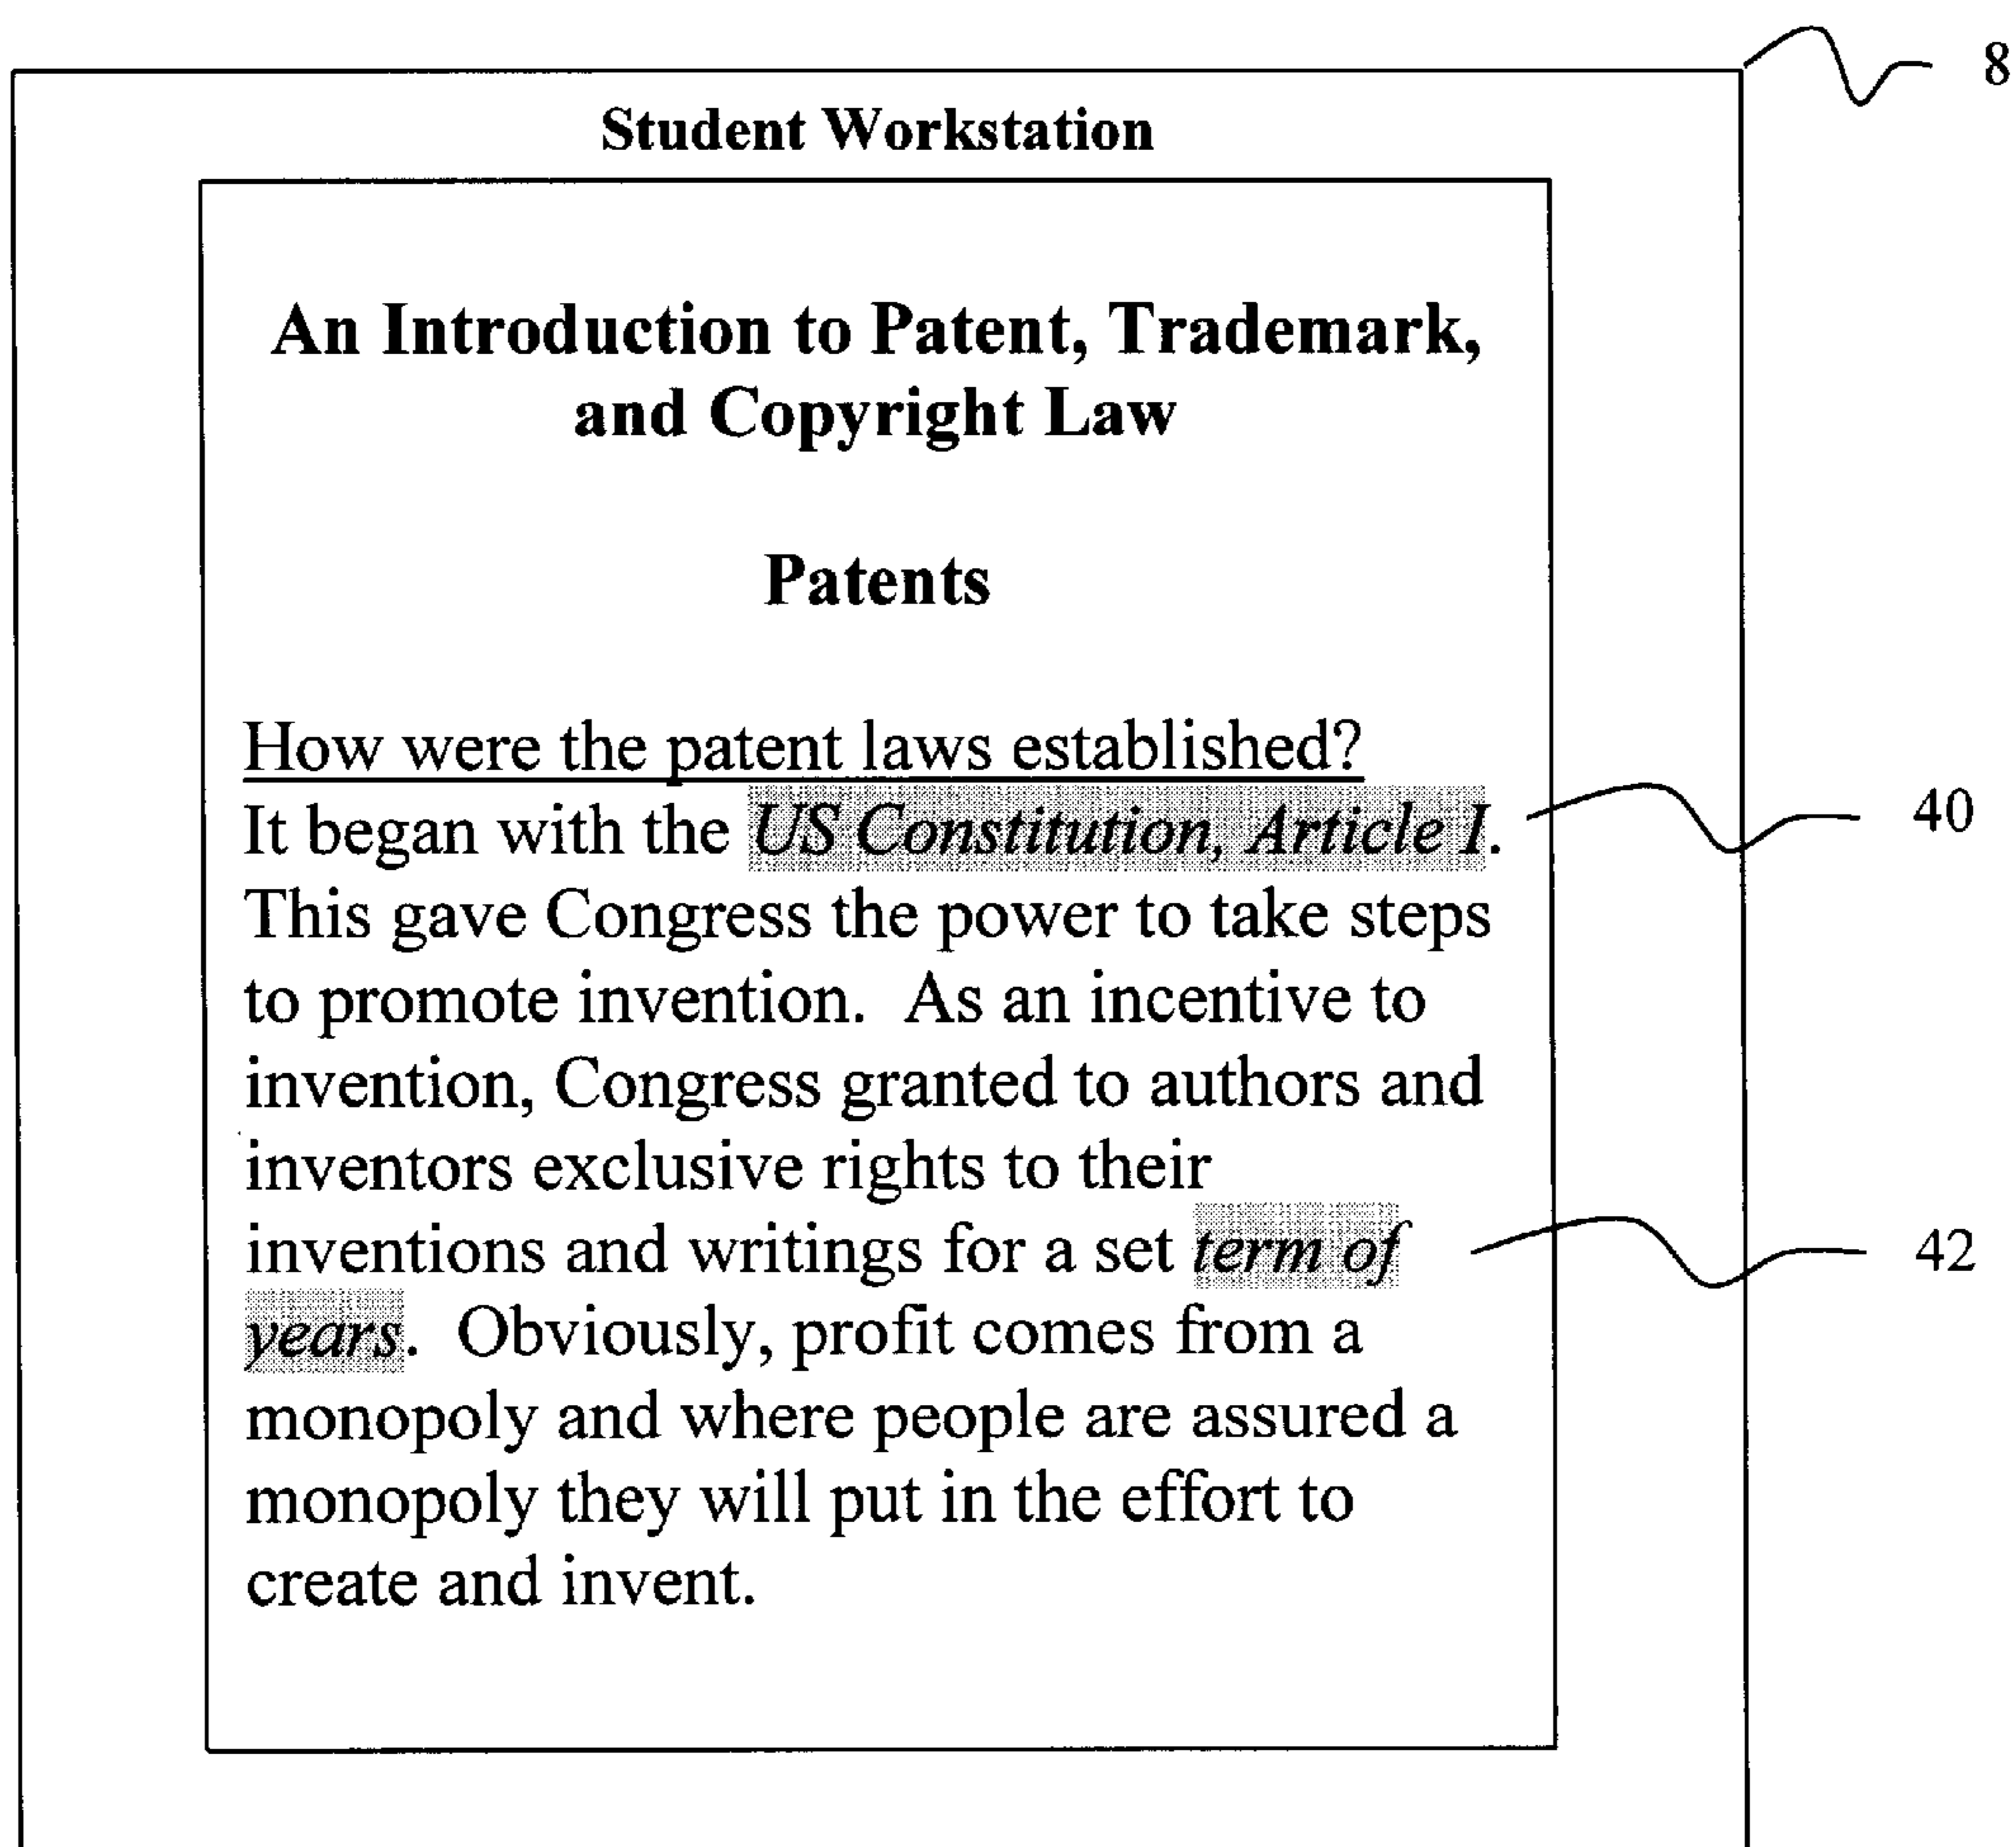 8
Student Workstation
An Introduction to Patent, Trademark,
and Copyright Law
Patents
How were the patent laws established?
It began with the US Constitution, Article I.
40
This gave Congress the power to take steps
to promote invention.  As an incentive to
invention, Congress granted to authors and
inventors exclusive rights to their
inventions and writings for a set term of
42
years.  Obviously, profit comes from a
monopoly and where people are assured a
monopoly they will put in the effort to
create and invent.